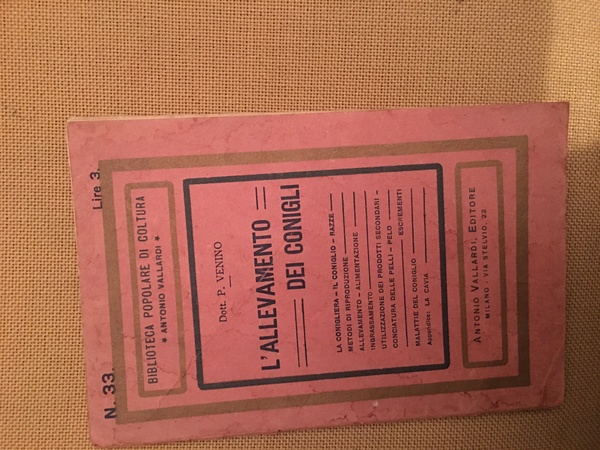 N. 33. Lire 3.
BIBLIOTECA POPOLARE DI COLTURA
* ANTONIO VALLARDI *
Dott. P. VENINO
L'ALLEVAMENTO
DEI CONIGLI
LA CONIGLIERA – IL CONIGLIO – RAZZE
METODI DI RIPRODUZIONE
ALLEVAMENTO – ALIMENTAZIONE
INGRASSAMENTO
UTILIZZAZIONE DEI PRODOTTI SECONDARI –
CONCIATURA DELLE PELLI – PELO
ESCREMENTI
MALATTIE DEL CONIGLIO
Appendice: LA CAVIA
ANTONIO VALLARDI, EDITORE
MILANO - VIA STELVIO, 22